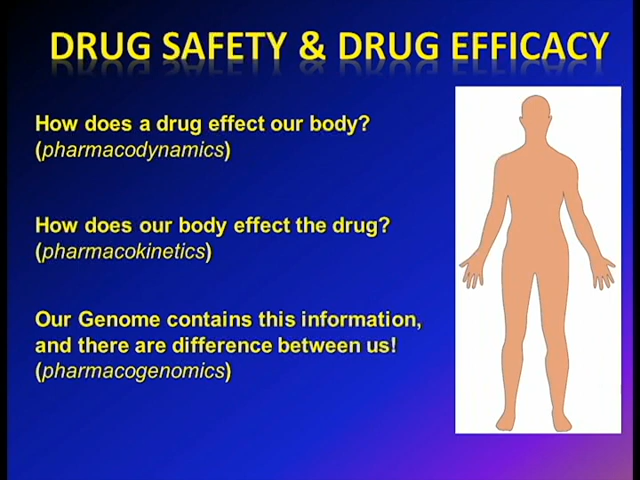 DRUG SAFETY & DRUG EFFICACY
How does a drug effect our body?
(pharmacodynamics)
How does our body effect the drug?
(pharmacokinetics)
Our Genome contains this information,
and there are difference between us!
(pharmacogenomics)